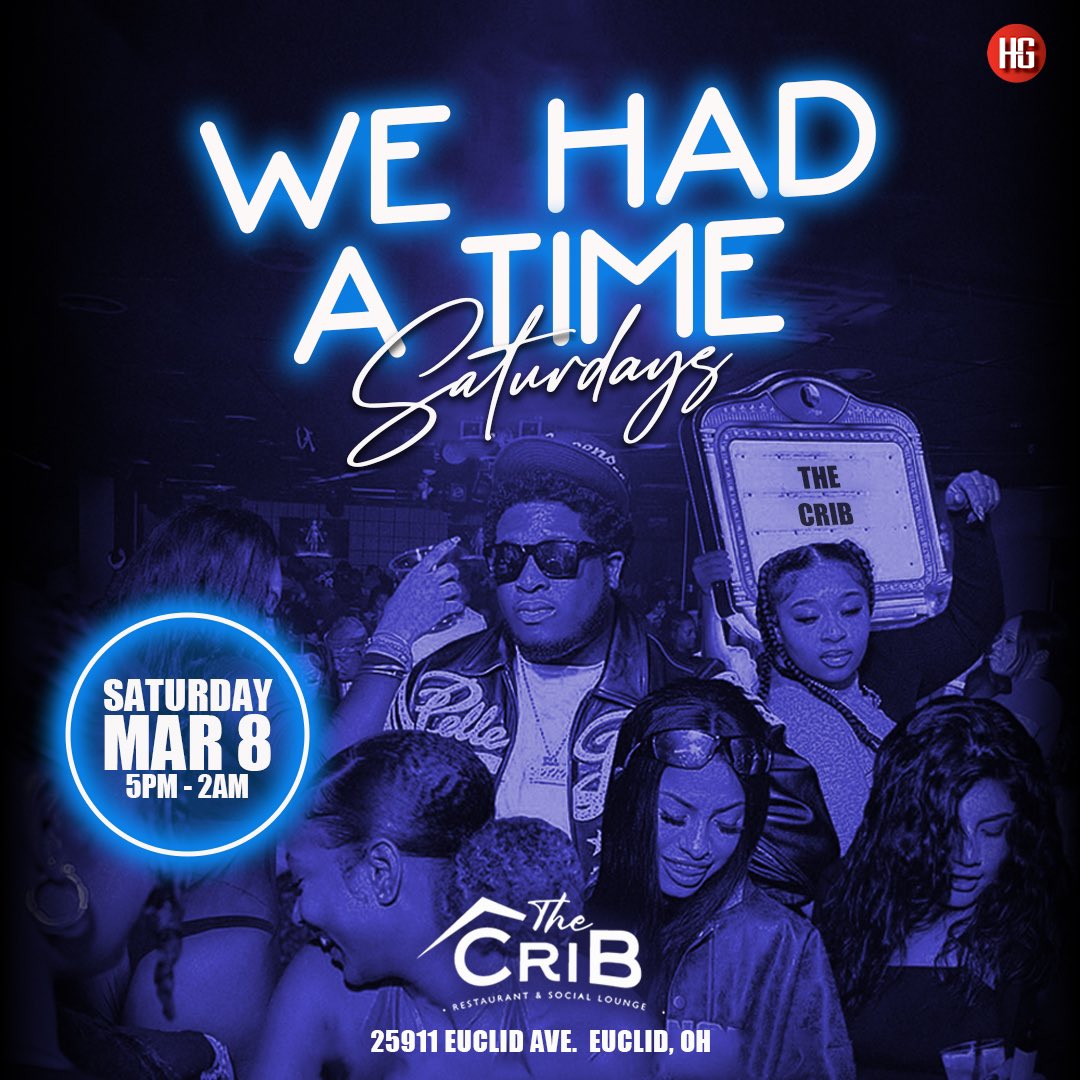 HG
WE HAD
A TIME
Saturdays
THE
CRIB
Pelle
SATURDAY
MAR 8
5PM - 2AM
The
CRIB
· RESTAURANT & SOCIAL LOUNGE ·
25911 EUCLID AVE. EUCLID, OH